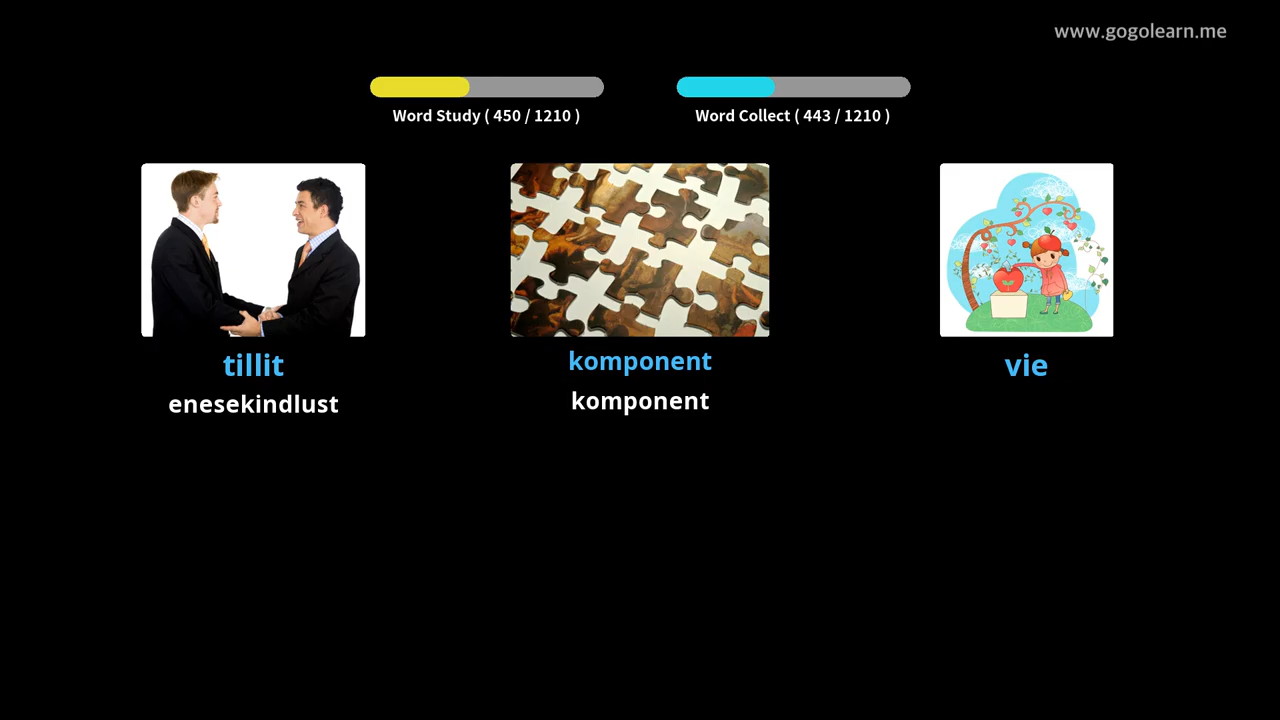 www.gogolearn.me
Word Study ( 450 / 1210 )
Word Collect ( 443 / 1210 )
tillit
komponent
vie
enesekindlust
komponent